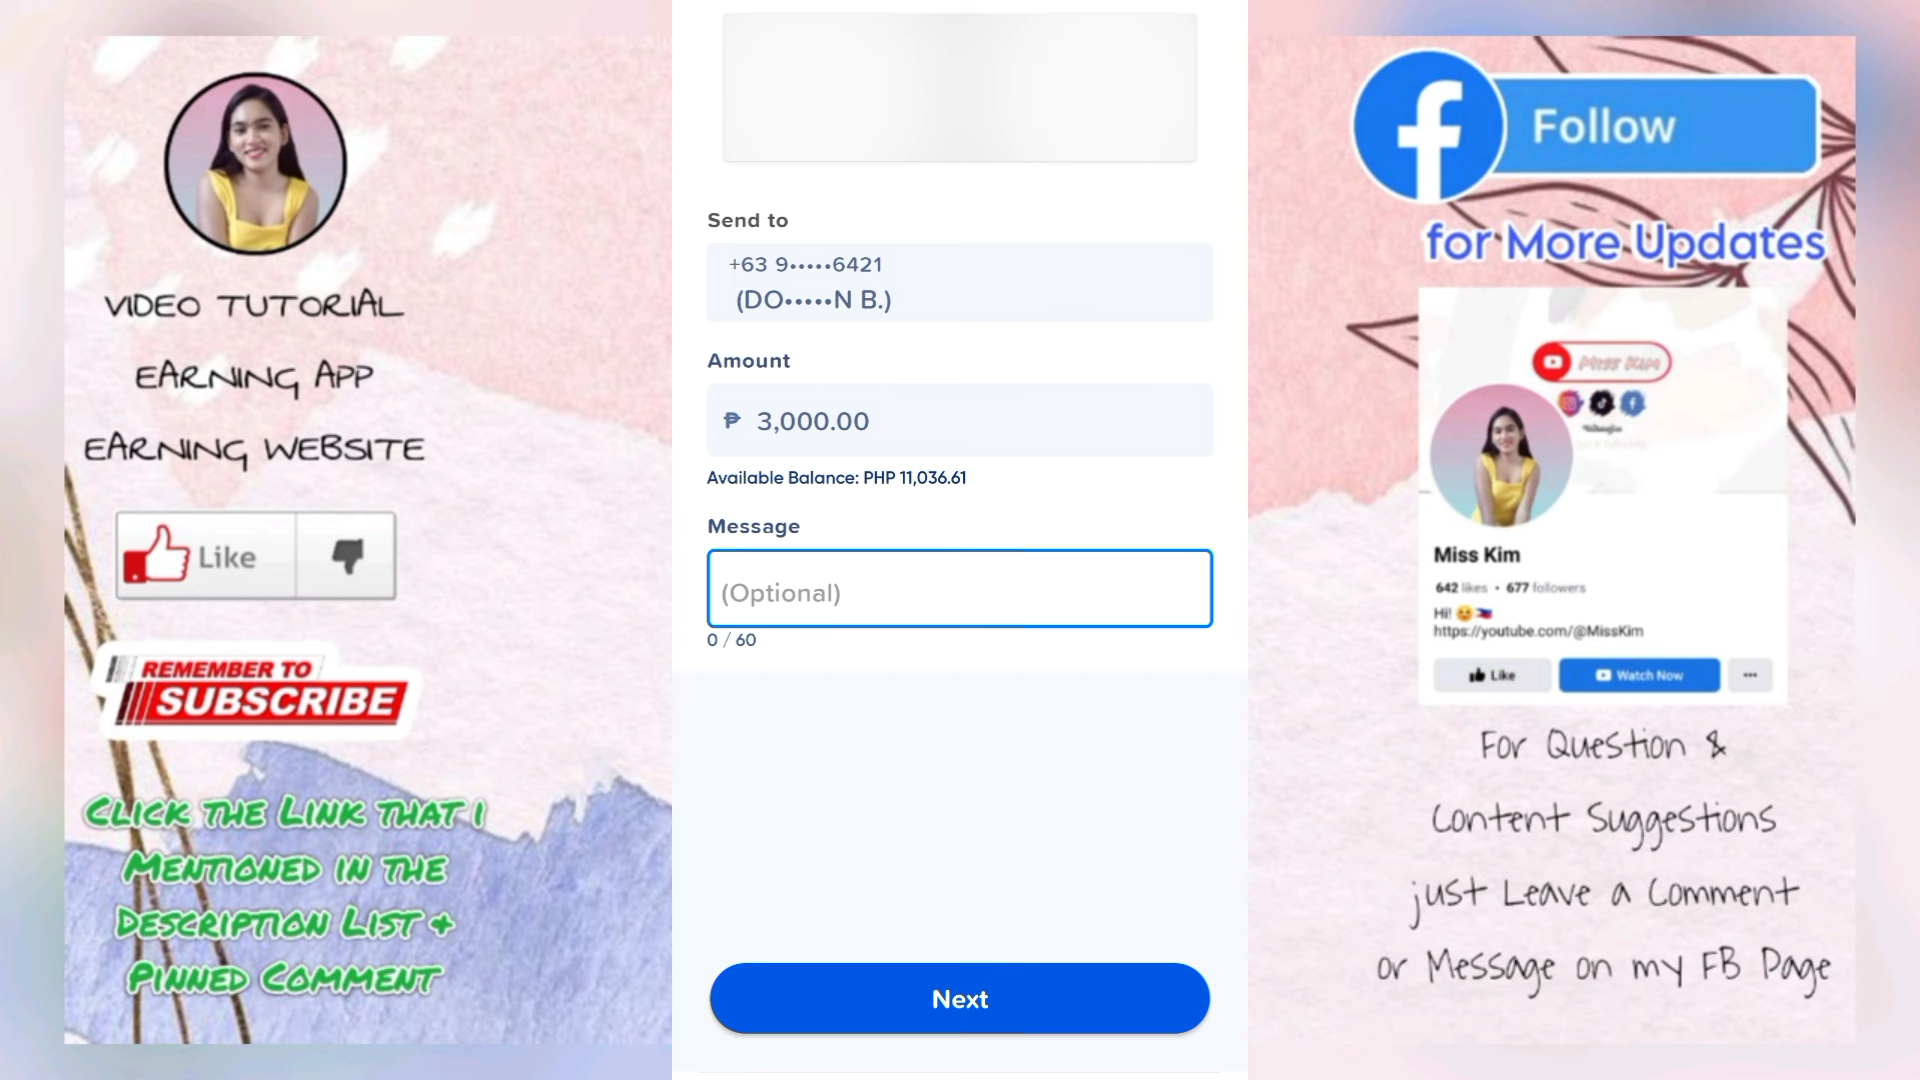 VIDEO TUTORIAL
EARNING APP
EARNING WEBSITE
Like
REMEMBER TO
SUBSCRIBE
CLICK THE LINK THAT I
MENTIONED IN THE
DESCRIPTION LIST &
PINNED COMMENT
Send to
+63 9•••••6421
(DO•••••N B.)
Amount
₱ 3,000.00
Available Balance: PHP 11,036.61
Message
(Optional)
0 / 60
Next
Follow
for More Updates
MISS KIM
Miss Kim
642 likes • 677 followers
Hi! 😆🇵🇭
https://youtube.com/@MissKim
Like
Watch Now
For Question &
Content Suggestions
just Leave a Comment
or Message on my FB Page